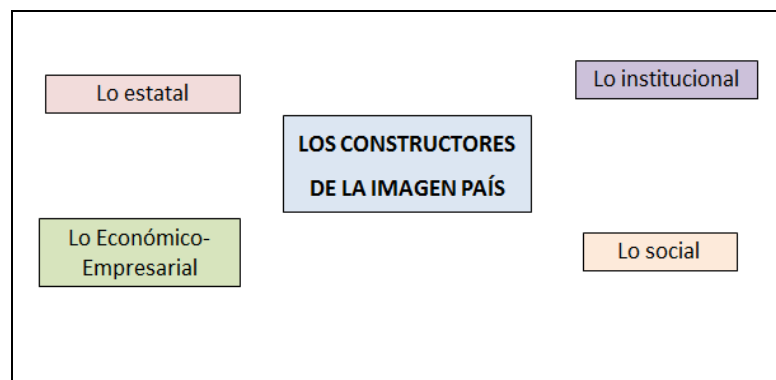 Lo estatal
Lo institucional
LOS CONSTRUCTORES
DE LA IMAGEN PAÍS
Lo Económico-
Empresarial
Lo social